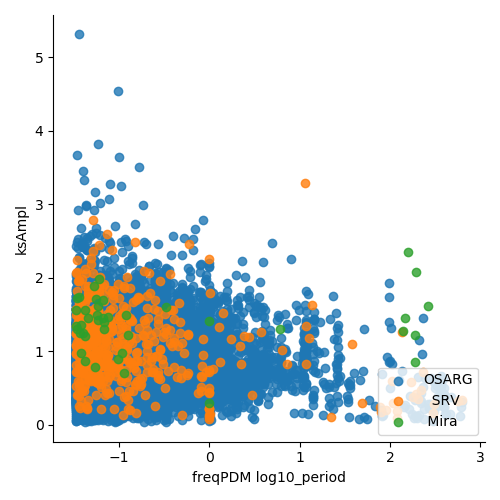 5
4
3
2
1
0
ksAmpl
OSARG
SRV
Mira
−1 0 1 2 3
freqPDM log10_period